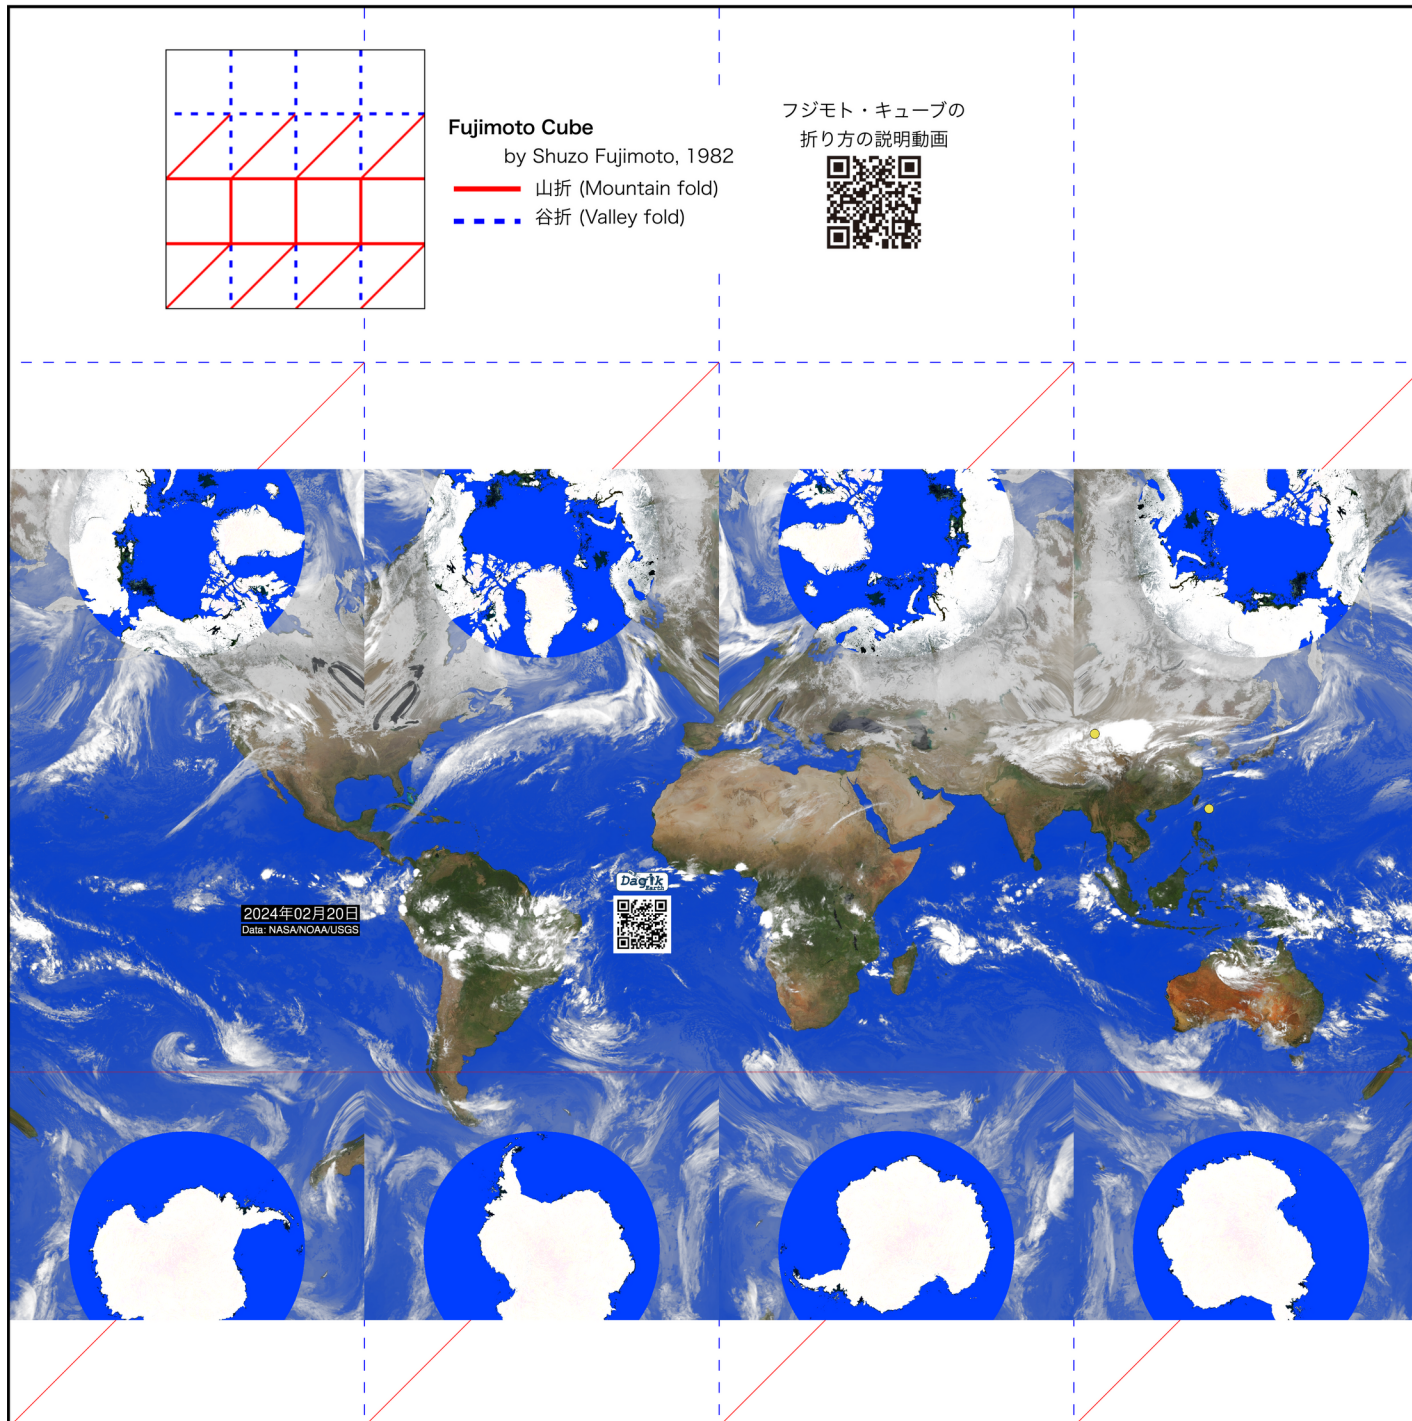 Fujimoto Cube
by Shuzo Fujimoto, 1982
山折 (Mountain fold)
谷折 (Valley fold)
フジモト・キューブの
折り方の説明動画
Dagik
Earth
2024年02月20日
Data: NASA/NOAA/USGS